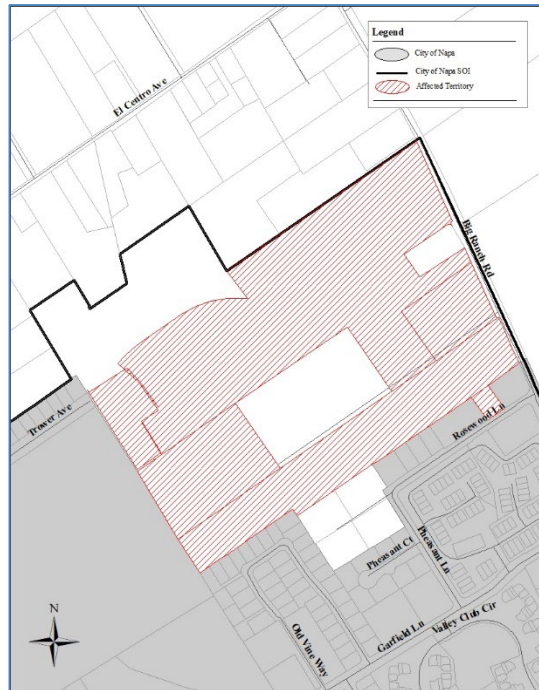 Legend
City of Napa
City of Napa SOI
Affected Territory
El Centro Ave
Big Ranch Rd
Trower Ave
Rosewood Ln
Pheasant Ct
Pheasant Ln
Old Vine Way
Garfield Ln
Valley Club Cir
N